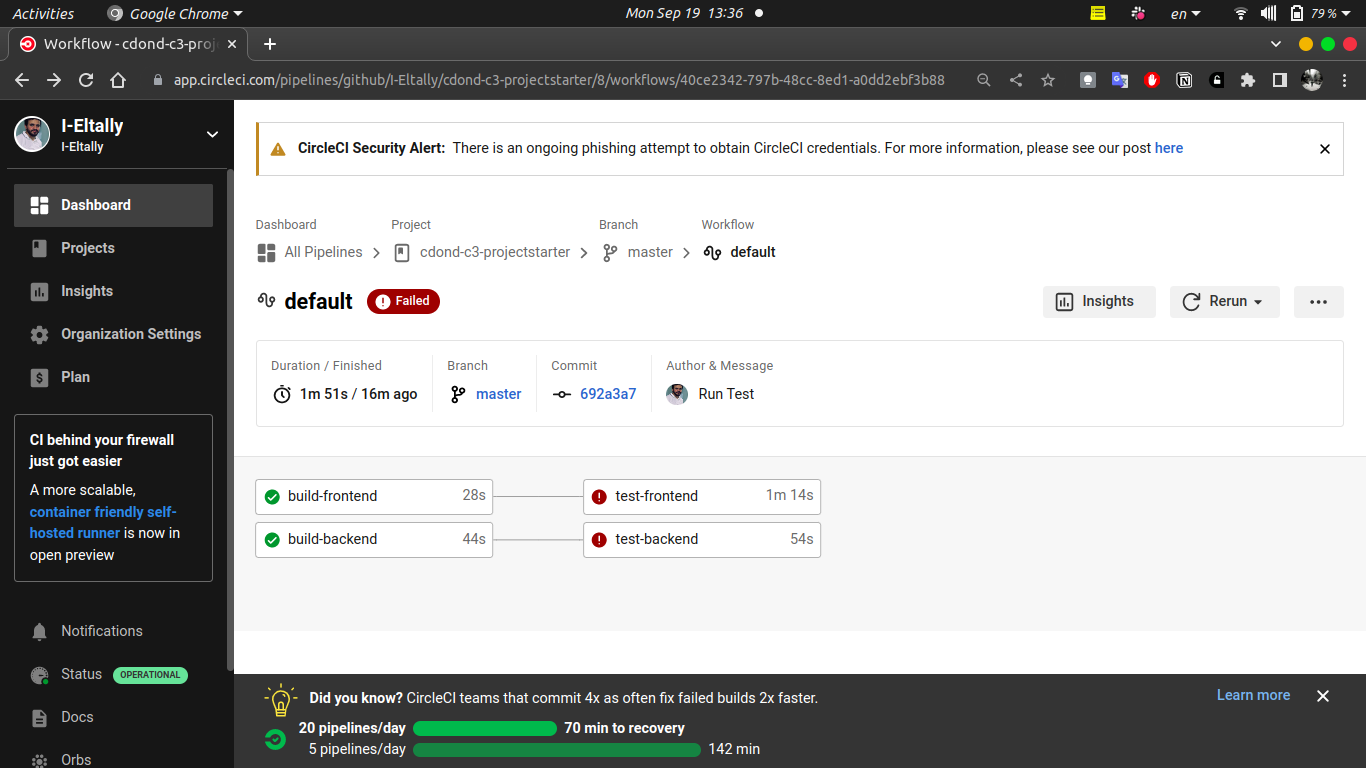 Activities Google Chrome Mon Sep 19 13:36 en 79 %
Workflow - cdond-c3-proj
app.circleci.com/pipelines/github/I-Eltally/cdond-c3-projectstarter/8/workflows/40ce2342-797b-48cc-8ed1-a0dd2ebf3b88
I-Eltally
I-Eltally
Dashboard
Projects
Insights
Organization Settings
Plan
CI behind your firewall
just got easier
A more scalable,
container friendly self-
hosted runner is now in
open preview
Notifications
Status OPERATIONAL
Docs
Orbs
CircleCI Security Alert: There is an ongoing phishing attempt to obtain CircleCI credentials. For more information, please see our post here
Dashboard Project Branch Workflow
All Pipelines cdond-c3-projectstarter master default
default Failed Insights Rerun
Duration / Finished Branch Commit Author & Message
1m 51s / 16m ago master 692a3a7 Run Test
build-frontend 28s test-frontend 1m 14s
build-backend 44s test-backend 54s
Did you know? CircleCI teams that commit 4x as often fix failed builds 2x faster. Learn more
20 pipelines/day 70 min to recovery
5 pipelines/day 142 min